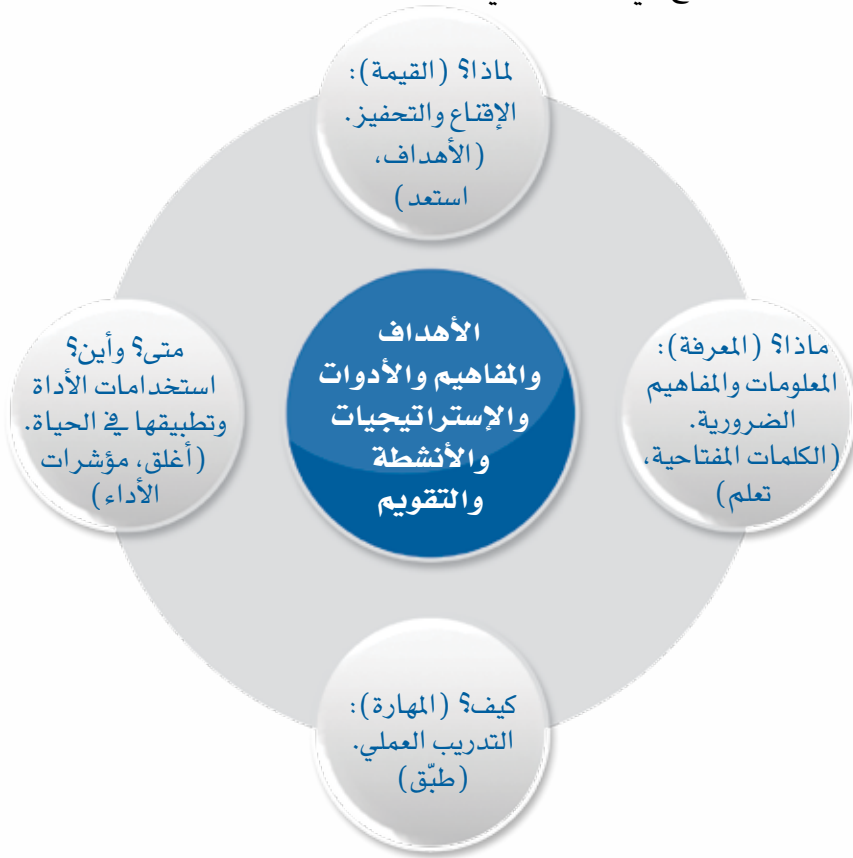 لماذا؟ (القيمة):
الإقناع والتحفيز.
(الأهداف،
استعد)
ماذا؟ (المعرفة):
المعلومات والمفاهيم
الضرورية.
(الكلمات المفتاحية،
تعلم)
الأهداف
والمفاهيم والأدوات
والإستراتيجيات
والأنشطة
والتقويم
متى؟ وأين؟
استخدامات الأداة
وتطبيقها في الحياة.
(أغلق، مؤشرات
الأداء)
كيف؟ (المهارة):
التدريب العملي.
(طبّق)